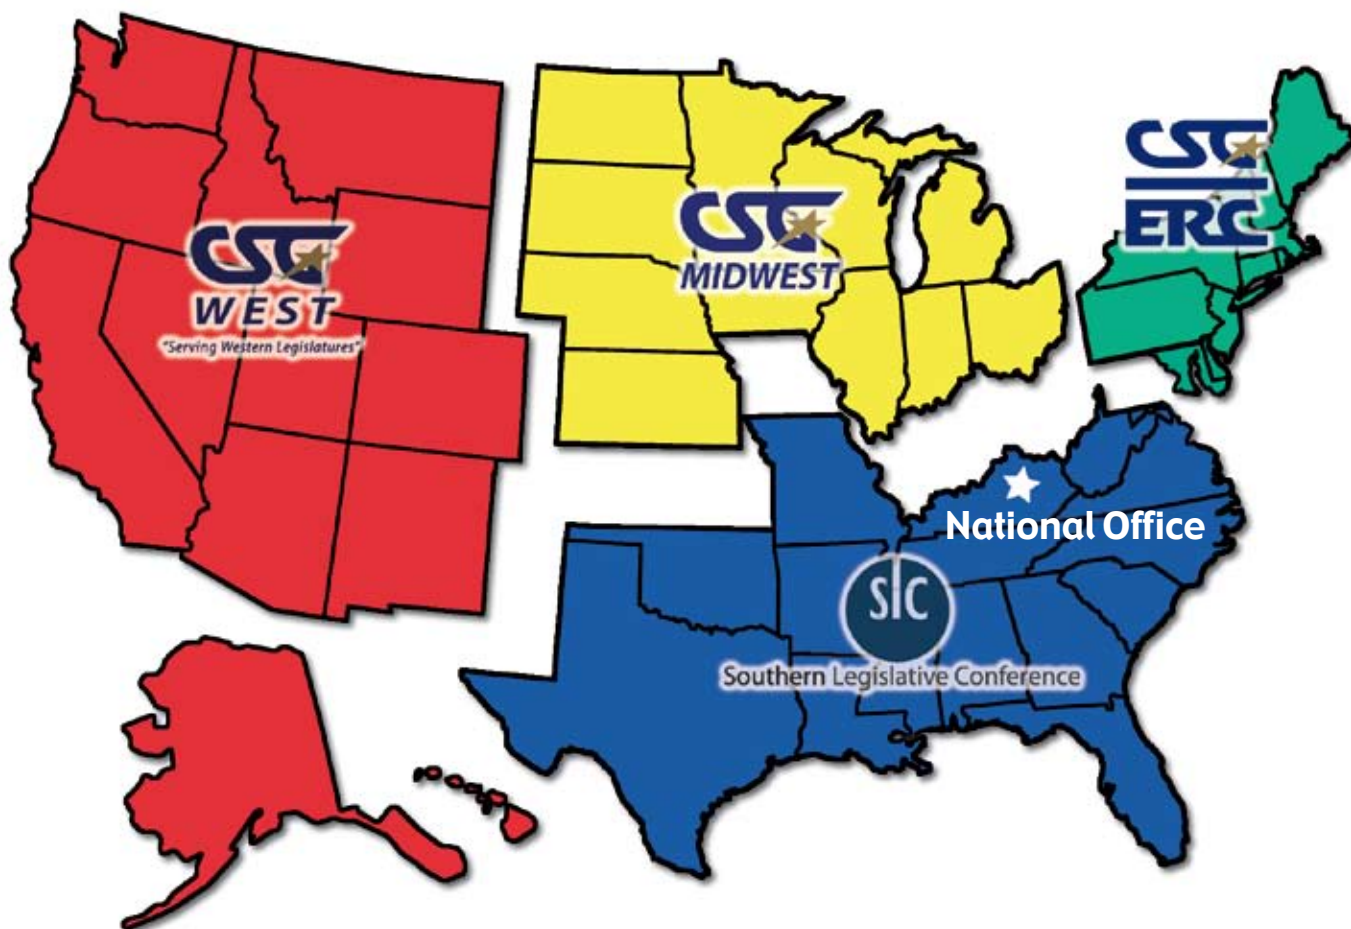 CSG
WEST
"Serving Western Legislatures"
CSG
MIDWEST
CSG
ERC
National Office
SLC
Southern Legislative Conference